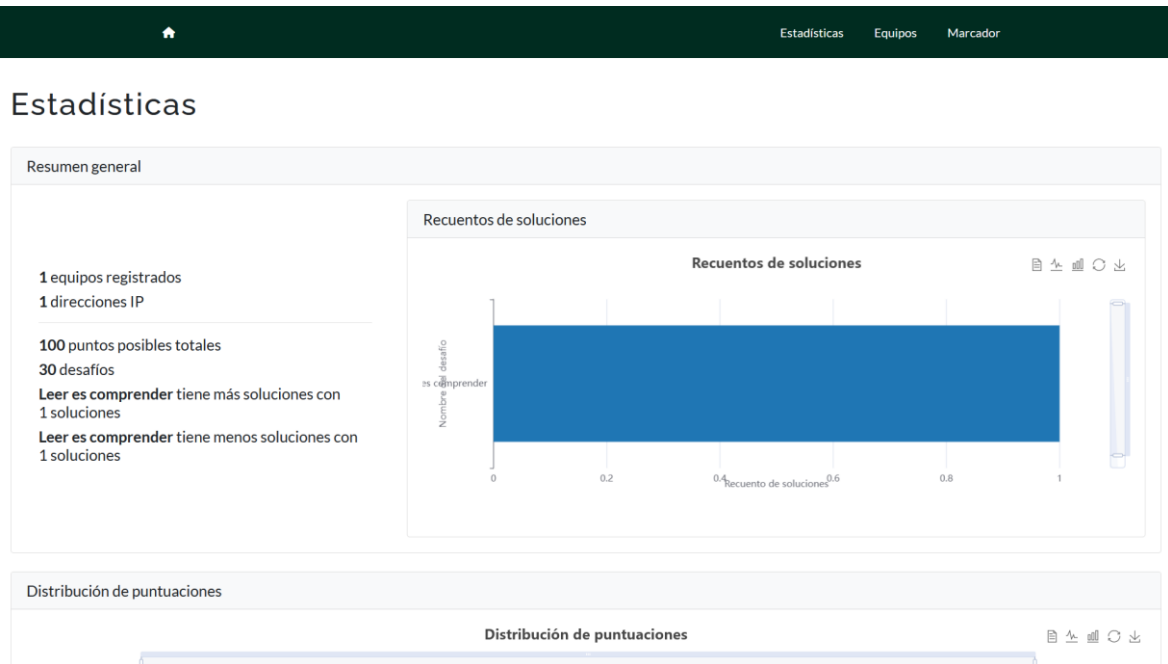 Estadísticas Equipos Marcador
Estadísticas
Resumen general
1 equipos registrados
1 direcciones IP
100 puntos posibles totales
30 desafíos
Leer es comprender tiene más soluciones con
1 soluciones
Leer es comprender tiene menos soluciones con
1 soluciones
Recuentos de soluciones
Recuentos de soluciones
Nombre del desafío
es comprender
0 0.2 0.4 0.6 0.8 1
Recuento de soluciones
Distribución de puntuaciones
Distribución de puntuaciones